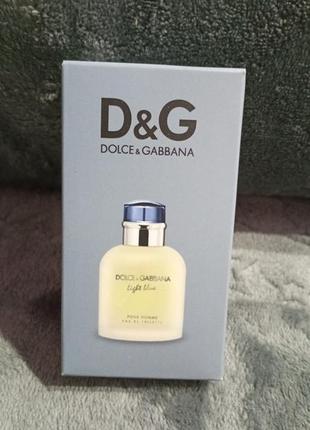 D&G
DOLCE & GABBANA
DOLCE & GABBANA
light blue
POUR HOMME
EAU DE TOILETTE